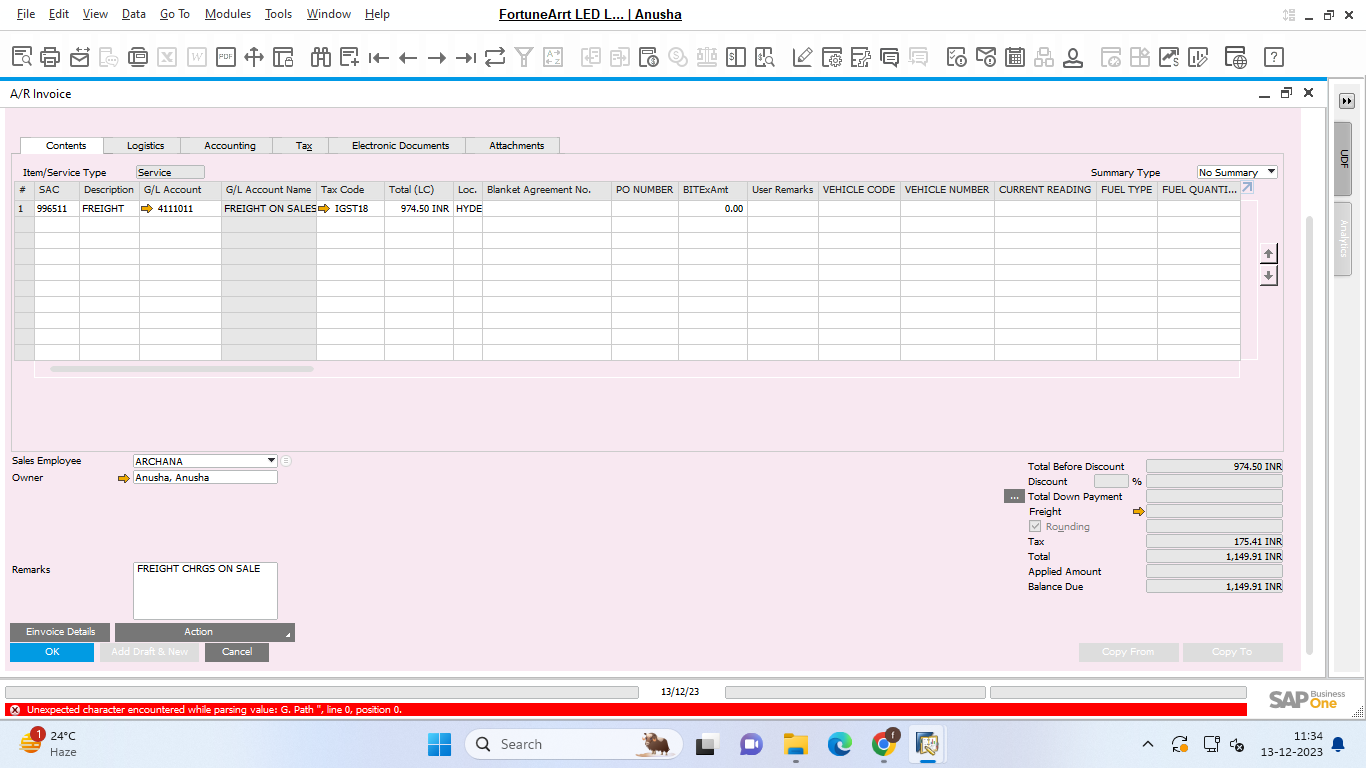 File Edit View Data Go To Modules Tools Window Help FortuneArrt LED L... | Anusha
A/R Invoice
Contents Logistics Accounting Tax Electronic Documents Attachments
Item/Service Type Service Summary Type No Summary
# SAC Description G/L Account G/L Account Name Tax Code Total (LC) Loc. Blanket Agreement No. PO NUMBER BITExAmt User Remarks VEHICLE CODE VEHICLE NUMBER CURRENT READING FUEL TYPE FUEL QUANTI...
1 996511 FREIGHT 4111011 FREIGHT ON SALES IGST18 974.50 INR HYDE 0.00
UDF
Analytics
Sales Employee ARCHANA
Owner Anusha, Anusha
Total Before Discount 974.50 INR
Discount %
... Total Down Payment
Freight
Rounding
Tax 175.41 INR
Total 1,149.91 INR
Applied Amount
Balance Due 1,149.91 INR
Remarks FREIGHT CHRGS ON SALE
Einvoice Details Action
OK Add Draft & New Cancel Copy From Copy To
13/12/23
SAP Business One
Unexpected character encountered while parsing value: G. Path '', line 0, position 0.
1 24°C
Haze
Search
f
11:34
13-12-2023